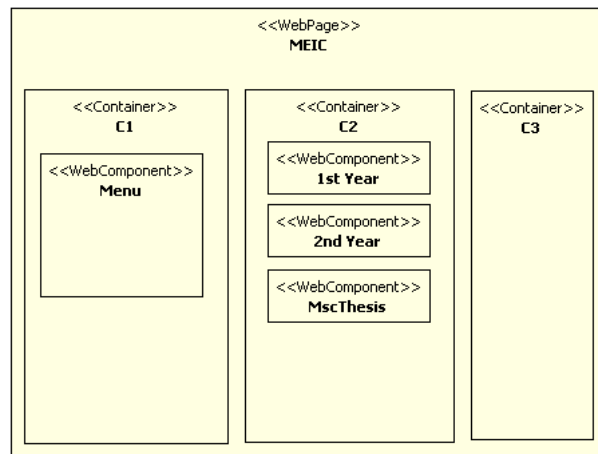 <<WebPage>>
MEIC
<<Container>>
C1
<<WebComponent>>
Menu
<<Container>>
C2
<<WebComponent>>
1st Year
<<WebComponent>>
2nd Year
<<WebComponent>>
MscThesis
<<Container>>
C3